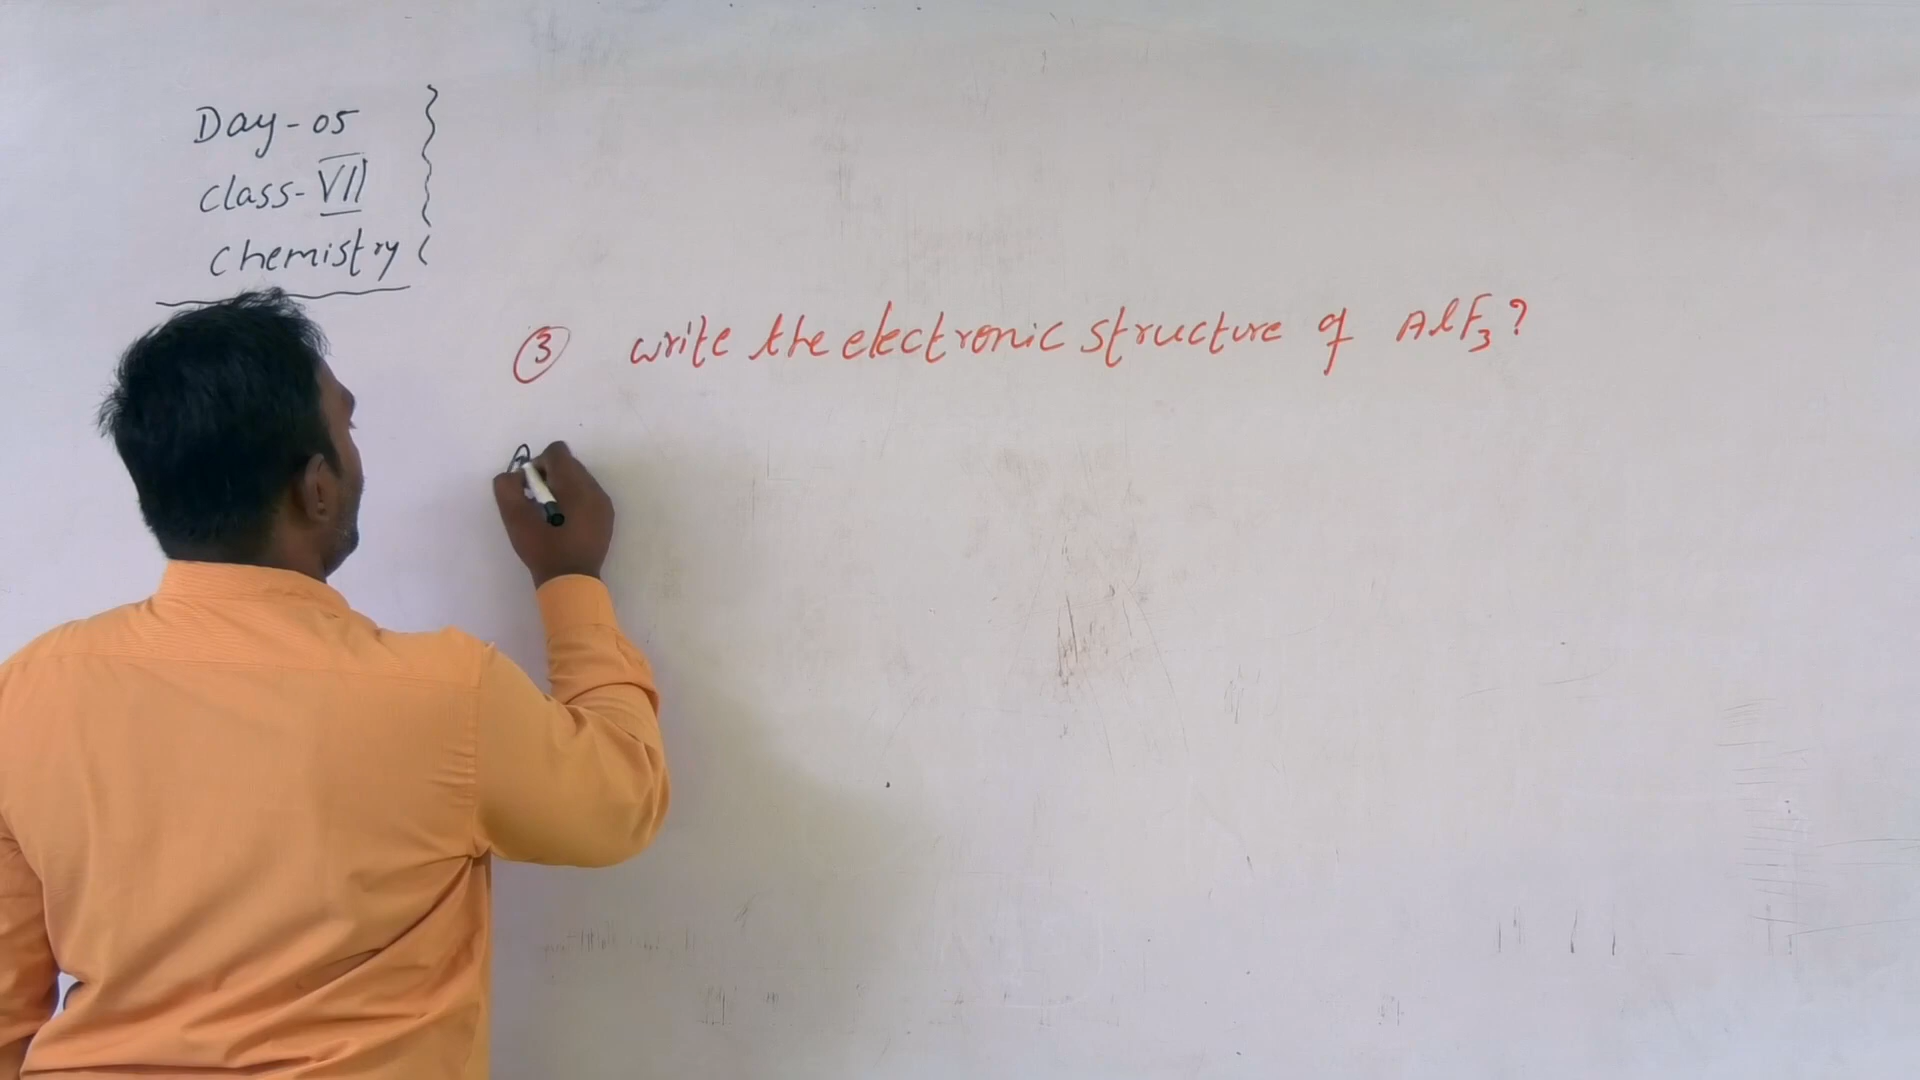 Day-05
class-VII
chemistry
③ write the electronic structure of AlF₃?
A